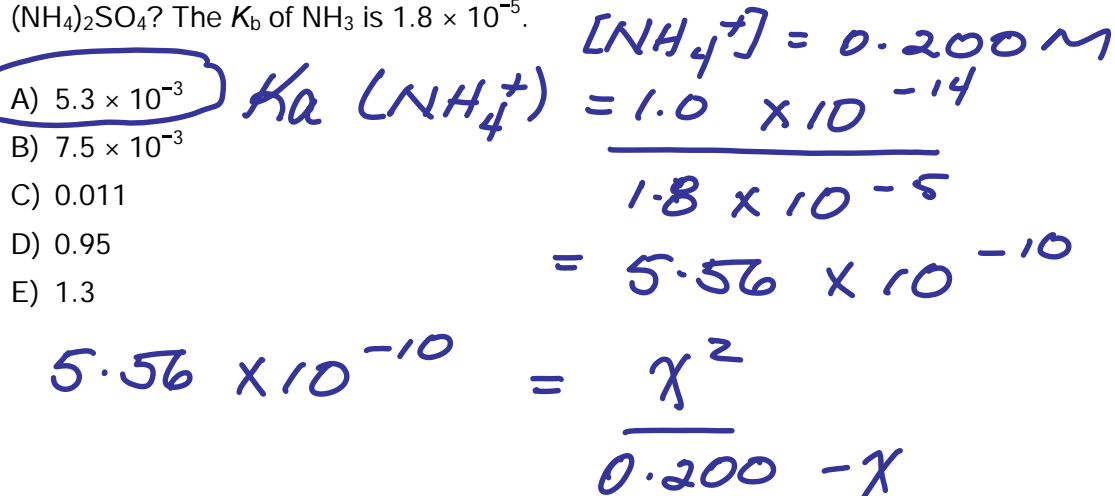 (NH₄)₂SO₄? The Kb of NH₃ is 1.8 × 10⁻⁵.
[NH₄⁺] = 0.200 M
A) 5.3 × 10⁻³
Ka (NH₄⁺) = 1.0 × 10⁻¹⁴
B) 7.5 × 10⁻³
1.8 × 10⁻⁵
C) 0.011
D) 0.95
= 5.56 × 10⁻¹⁰
E) 1.3
5.56 × 10⁻¹⁰ = x²
0.200 - x